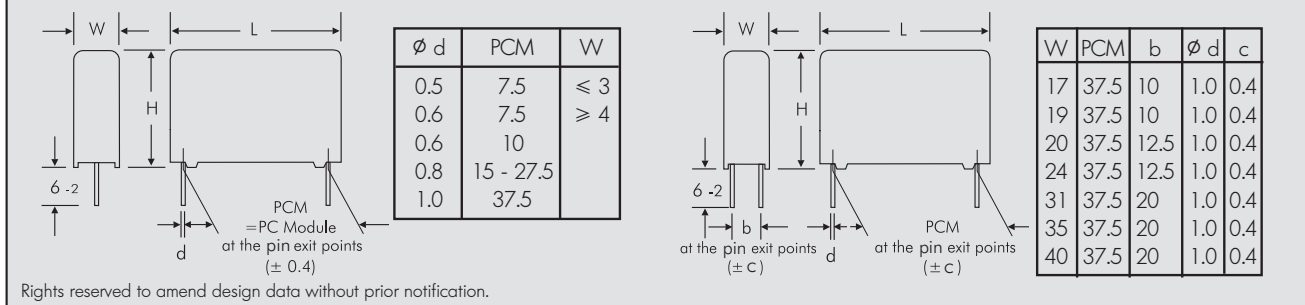 W
L
H
6 -2
d
PCM
=PC Module
at the pin exit points
(± 0.4)
Ø d PCM W
0.5 7.5 ≤ 3
0.6 7.5 ≥ 4
0.6 10
0.8 15 - 27.5
1.0 37.5
W
L
H
6 -2
b
at the pin exit points
(± c)
d
PCM
at the pin exit points
(± c)
W PCM b Ø d c
17 37.5 10 1.0 0.4
19 37.5 10 1.0 0.4
20 37.5 12.5 1.0 0.4
24 37.5 12.5 1.0 0.4
31 37.5 20 1.0 0.4
35 37.5 20 1.0 0.4
40 37.5 20 1.0 0.4
Rights reserved to amend design data without prior notification.